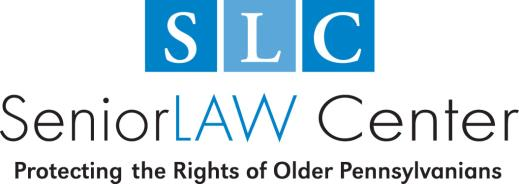 SLC
SeniorLAW Center
Protecting the Rights of Older Pennsylvanians